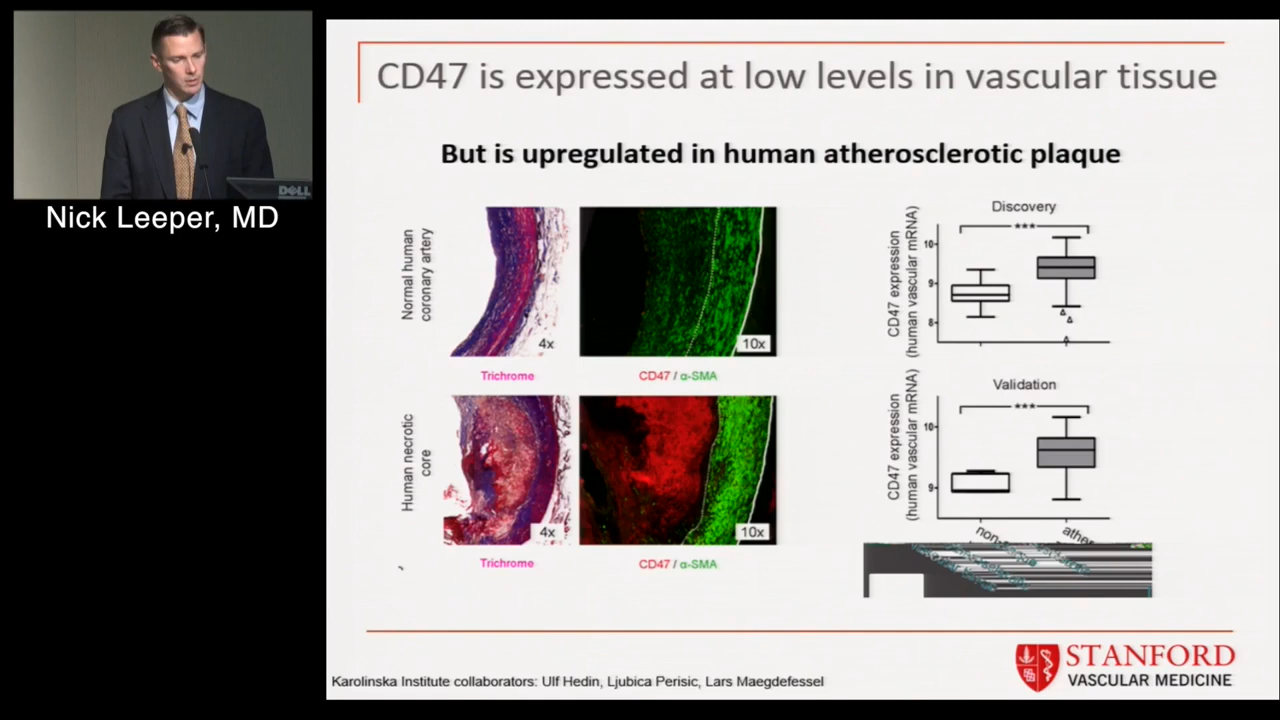 DELL
Nick Leeper, MD
CD47 is expressed at low levels in vascular tissue
But is upregulated in human atherosclerotic plaque
Normal human
coronary artery
4x
10x
Trichrome
CD47 / α-SMA
Human necrotic
core
4x
10x
Trichrome
CD47 / α-SMA
Discovery
***
CD47 expression
(human vascular mRNA)
10
9
8
Validation
***
CD47 expression
(human vascular mRNA)
10
9
non-
ather
Karolinska Institute collaborators: Ulf Hedin, Ljubica Perisic, Lars Maegdefessel
STANFORD
VASCULAR MEDICINE